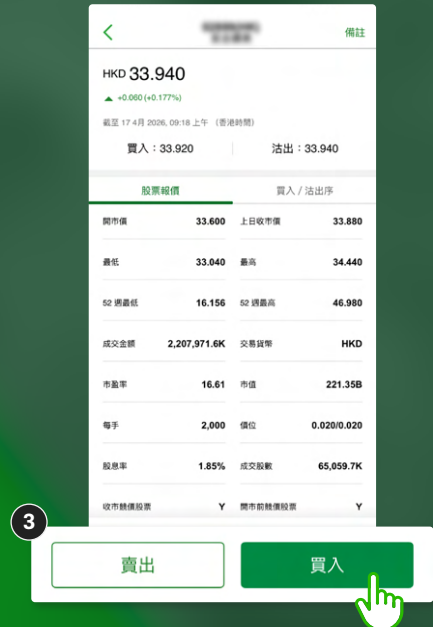 備註
HKD 33.940
▲ +0.060 (+0.177%)
截至 17 4月 2026, 09:18 上午 （香港時間）
買入：33.920 沽出：33.940
股票報價 買入 / 沽出序
開市價 33.600 上日收市價 33.880
最低 33.040 最高 34.440
52 週最低 16.156 52 週最高 46.980
成交金額 2,207,971.6K 交易貨幣 HKD
市盈率 16.61 市值 221.35B
每手 2,000 價位 0.020/0.020
股息率 1.85% 成交股數 65,059.7K
收市競價股票 Y 開市前競價股票 Y
3
賣出 買入